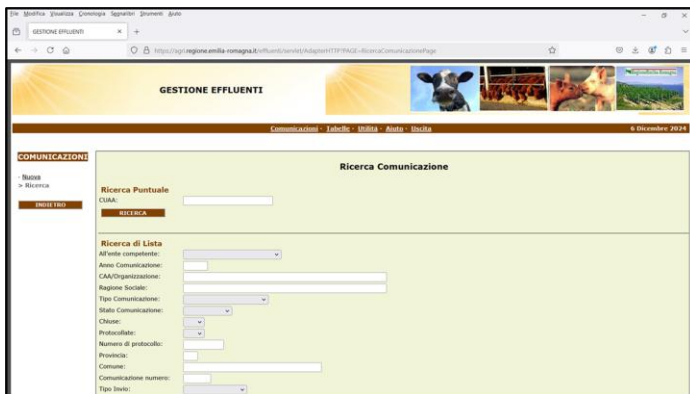 File Modifica Visualizza Cronologia Segnalibri Strumenti Aiuto
GESTIONE EFFLUENTI
https://agri.regione.emilia-romagna.it/effluenti/servlet/AdapterHTTP?PAGE=RicercaComunicazionePage
GESTIONE EFFLUENTI
Comunicazioni - Tabelle - Utilità - Aiuto - Uscita
6 Dicembre 2024
COMUNICAZIONI
- Nuova
> Ricerca
INDIETRO
Ricerca Comunicazione
Ricerca Puntuale
CUAA:
RICERCA
Ricerca di Lista
All'ente competente:
Anno Comunicazione:
CAA/Organizzazione:
Ragione Sociale:
Tipo Comunicazione:
Stato Comunicazione:
Chiuse:
Protocollate:
Numero di protocollo:
Provincia:
Comune:
Comunicazione numero:
Tipo Invio: